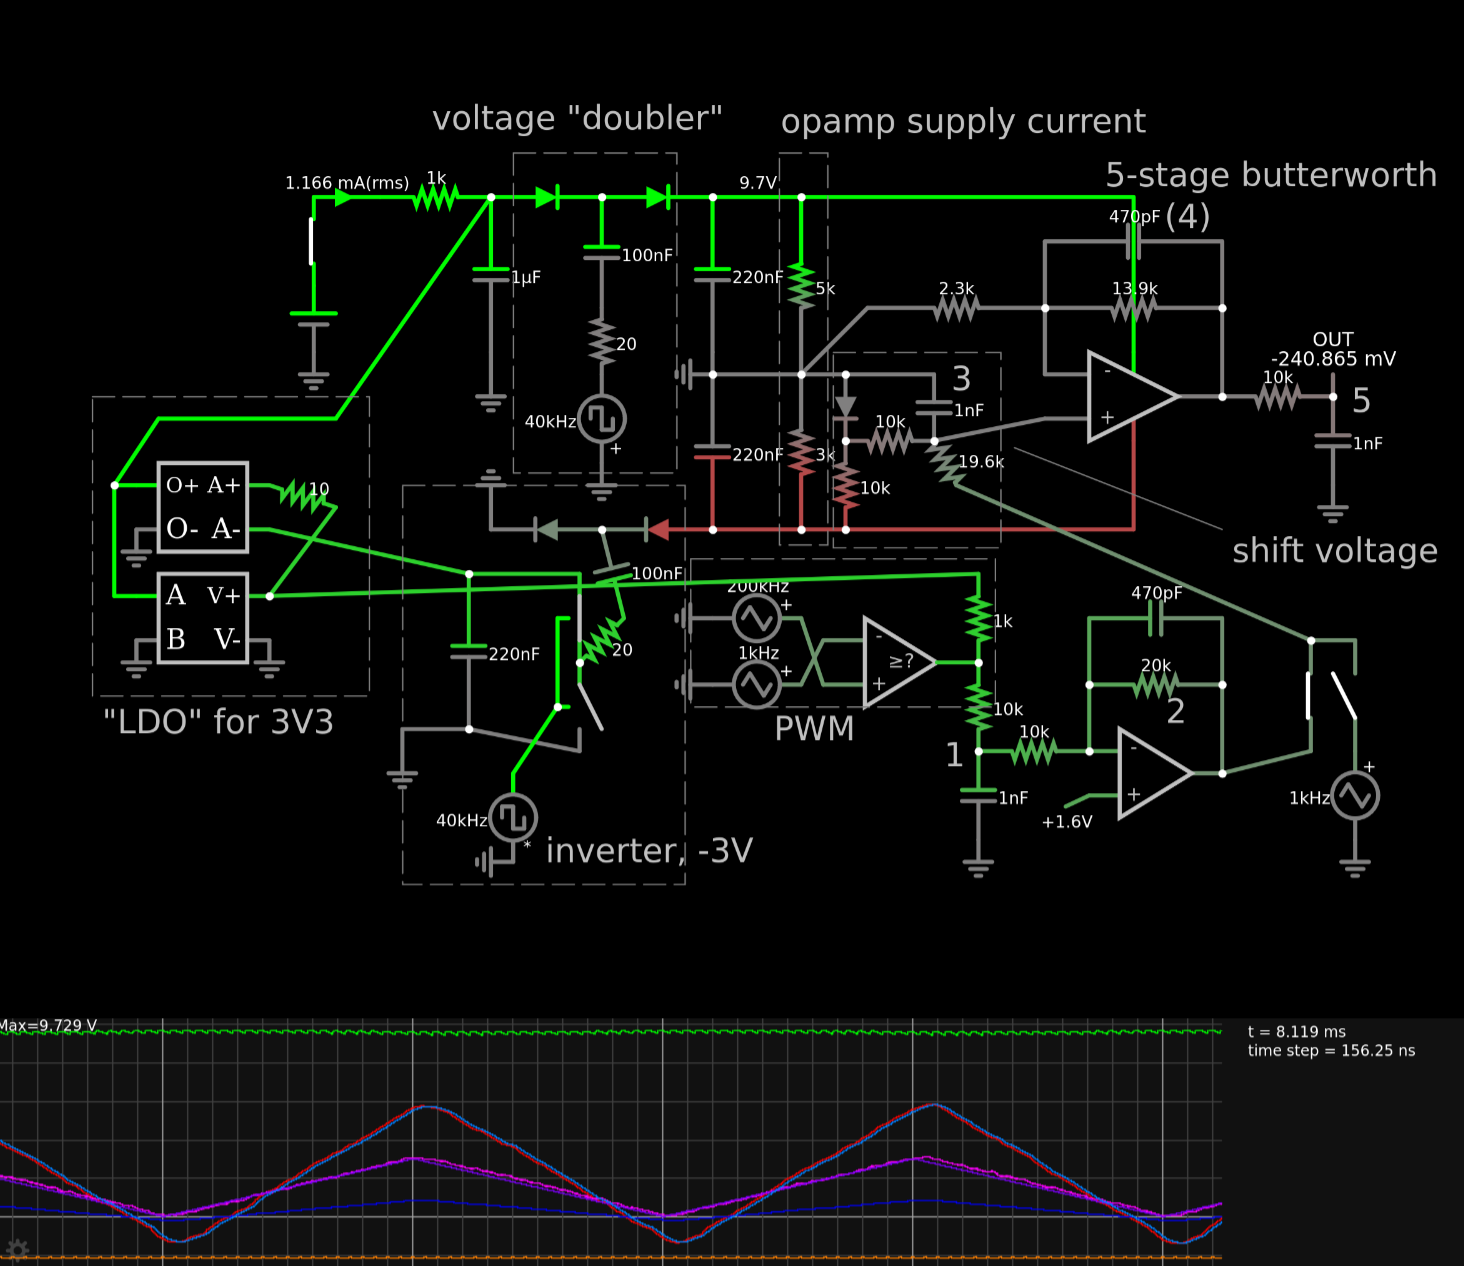 voltage "doubler"
opamp supply current
5-stage butterworth
(4)
1.166 mA(rms)
1k
9.7V
470pF
100nF
1µF
220nF
5k
2.3k
13.9k
20
OUT
-240.865 mV
10k
5
3
1nF
-
+
40kHz
+
10k
1nF
220nF
3k
19.6k
10k
O+ A+
10
O- A-
shift voltage
A V+
B V-
100nF
200kHz
+
470pF
1k
220nF
20
1kHz
+
-
≥?
+
20k
"LDO" for 3V3
PWM
10k
2
1
10k
-
+
1nF
+1.6V
1kHz
+
40kHz
*
inverter, -3V
Max=9.729 V
t = 8.119 ms
time step = 156.25 ns